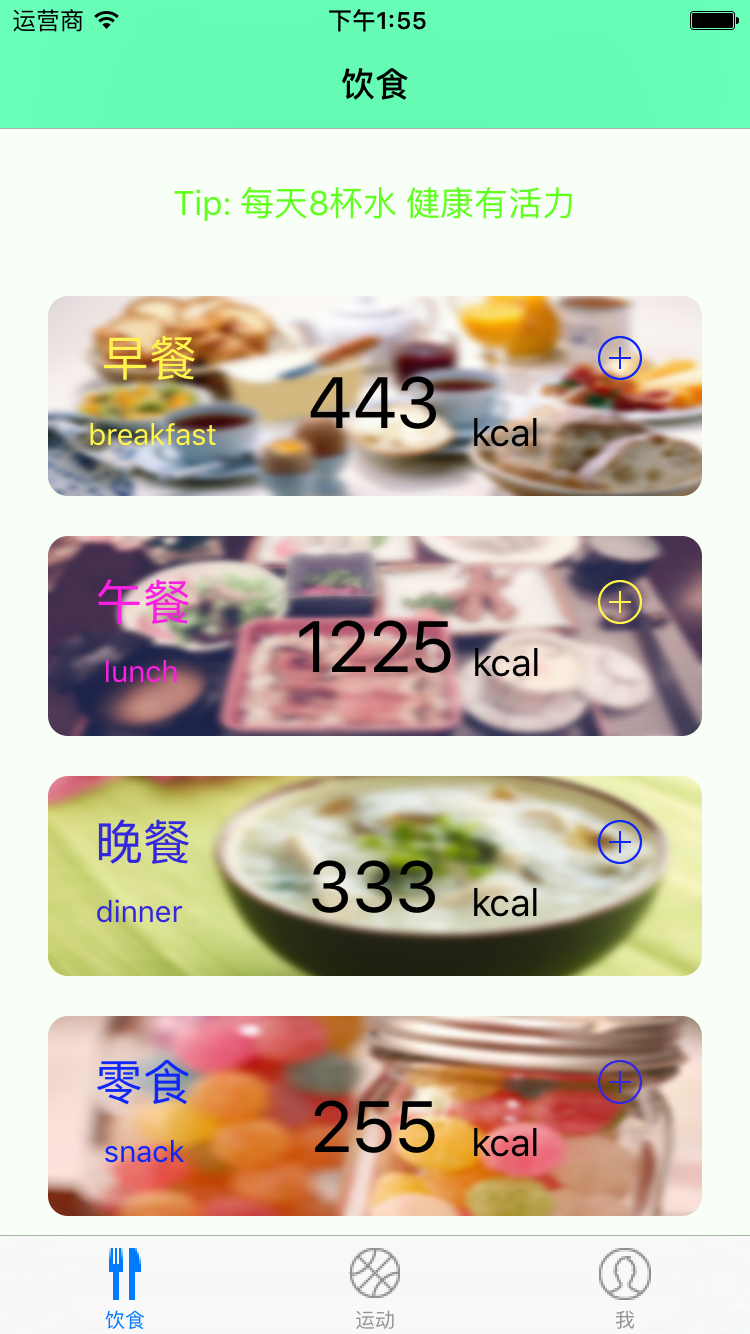 运营商 下午1:55
饮食
Tip: 每天8杯水 健康有活力
早餐
breakfast
443 kcal
午餐
lunch
1225 kcal
晚餐
dinner
333 kcal
零食
snack
255 kcal
饮食 运动 我